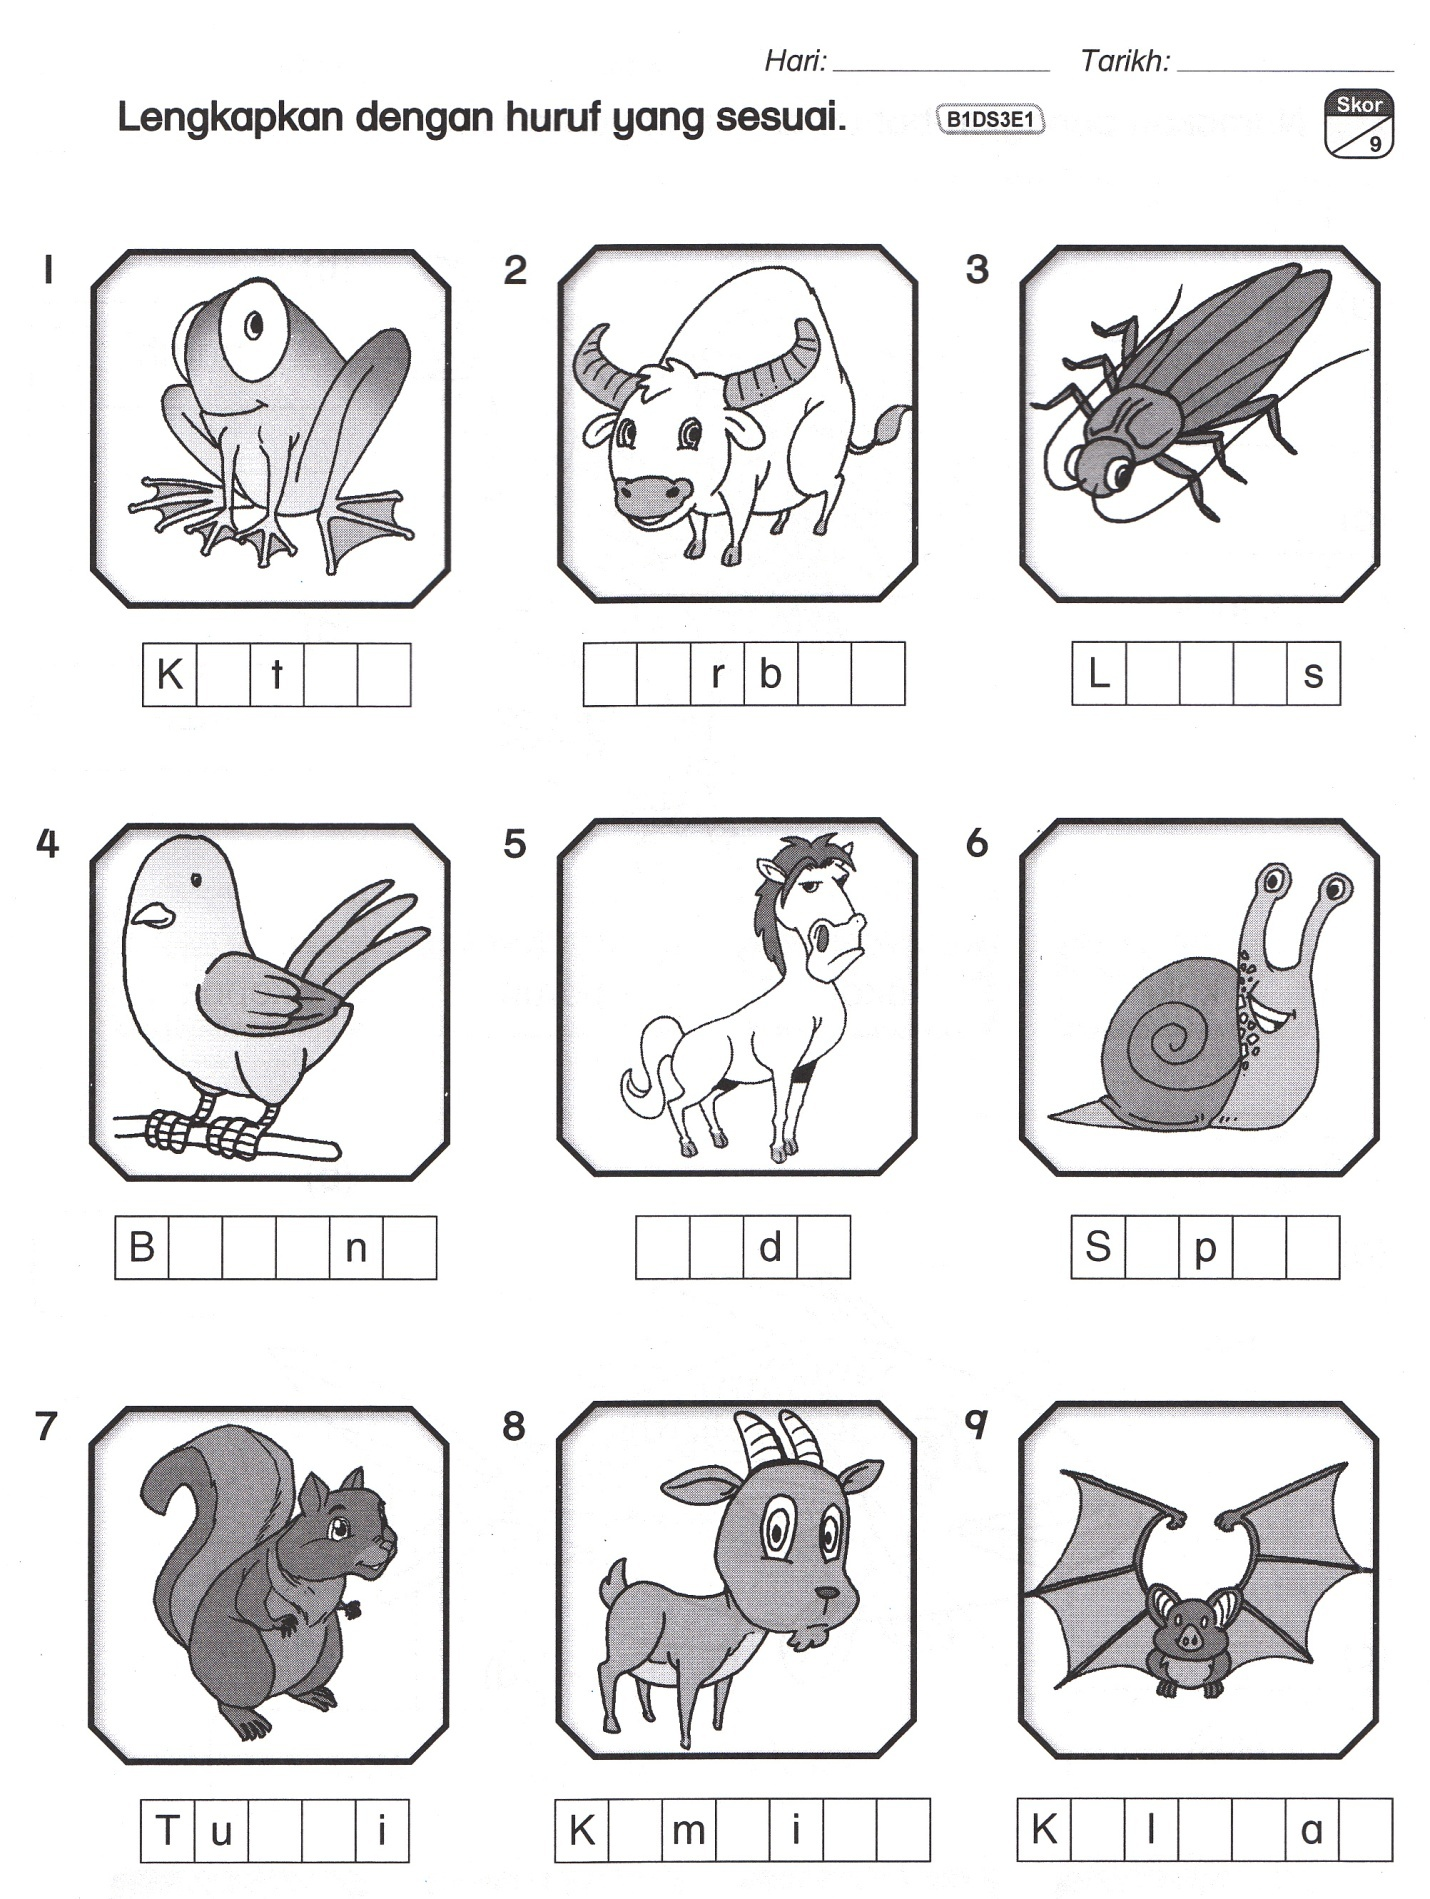 Hari: Tarikh:
Lengkapkan dengan huruf yang sesuai. B1DS3E1 Skor
9
1 2 3
K t r b L s
4 5 6
B n d S p
7 8 9
T u i K m i K l a